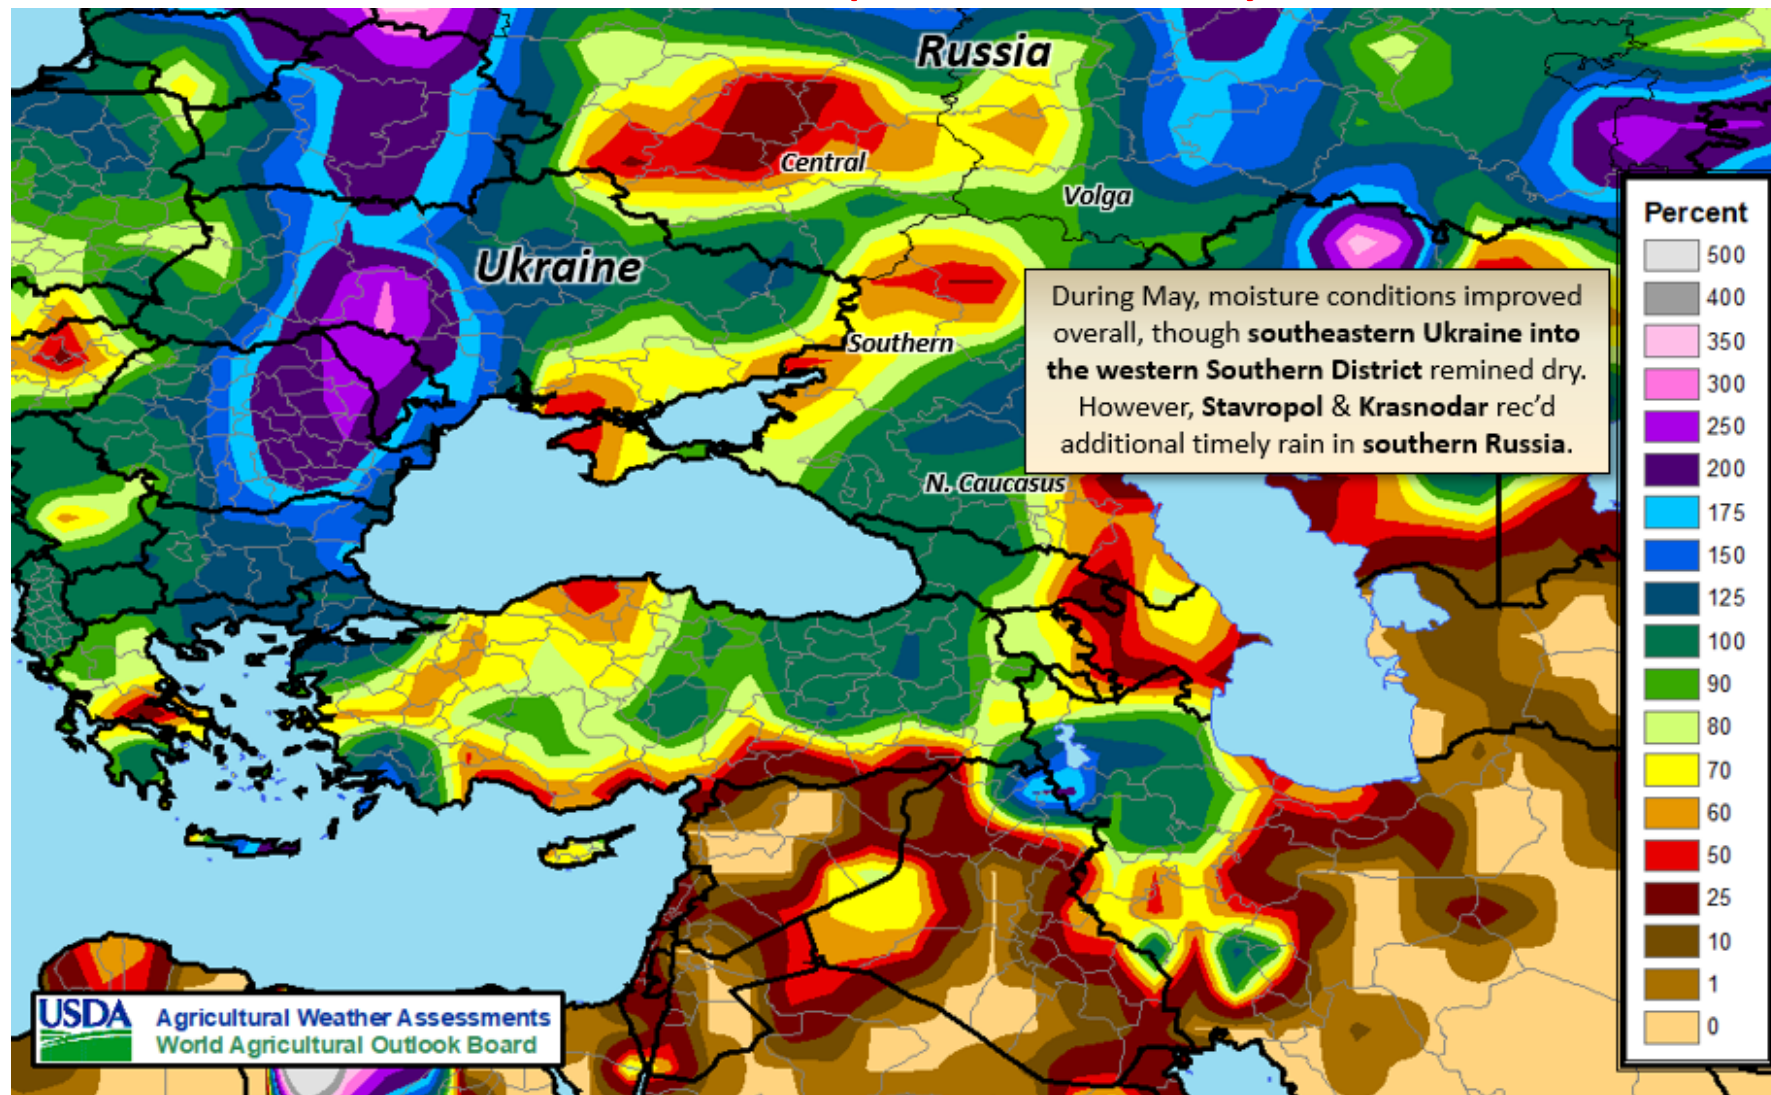 Russia
Central
Volga
Ukraine
Southern
N. Caucasus
During May, moisture conditions improved
overall, though southeastern Ukraine into
the western Southern District remined dry.
However, Stavropol & Krasnodar rec'd
additional timely rain in southern Russia.
Percent
500
400
350
300
250
200
175
150
125
100
90
80
70
60
50
25
10
1
0
USDA
Agricultural Weather Assessments
World Agricultural Outlook Board